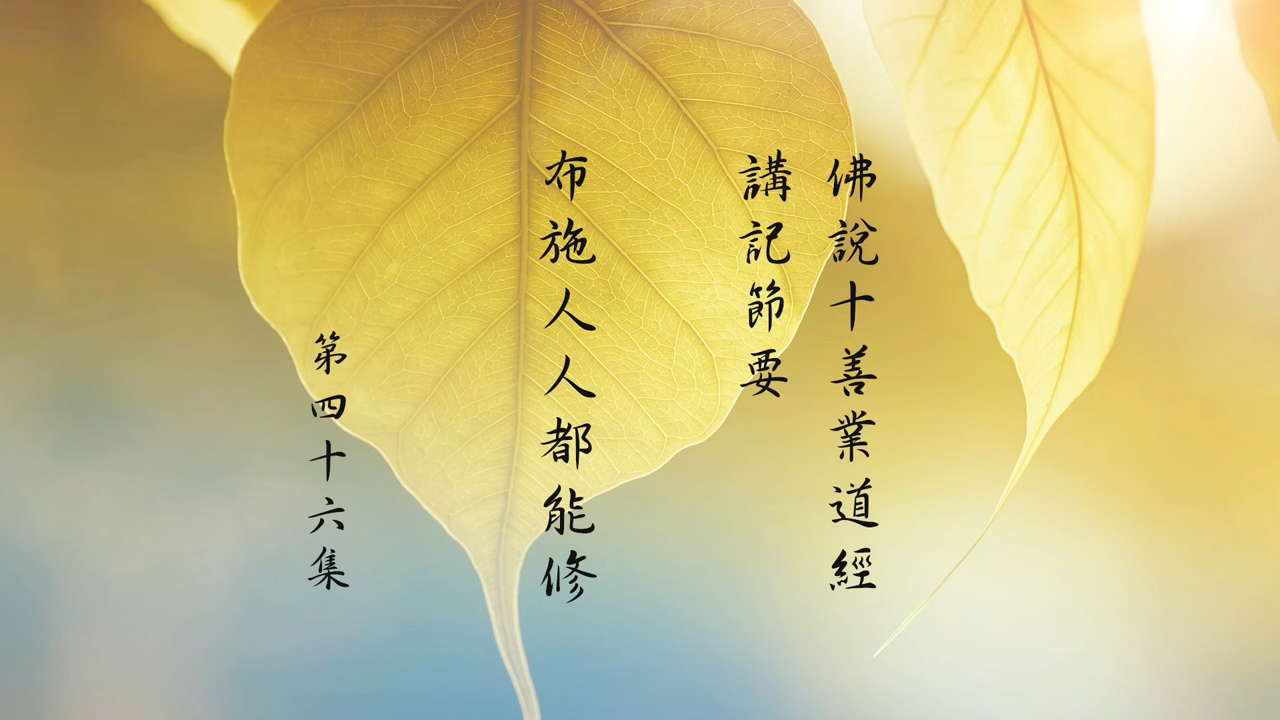 佛說十善業道經
講記節要
布施人人都能修
第四十六集